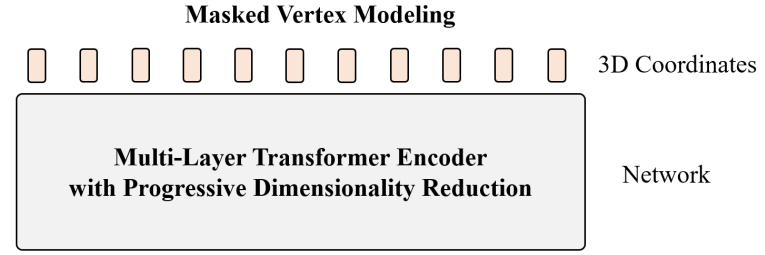 Masked Vertex Modeling
3D Coordinates
Multi-Layer Transformer Encoder
with Progressive Dimensionality Reduction
Network